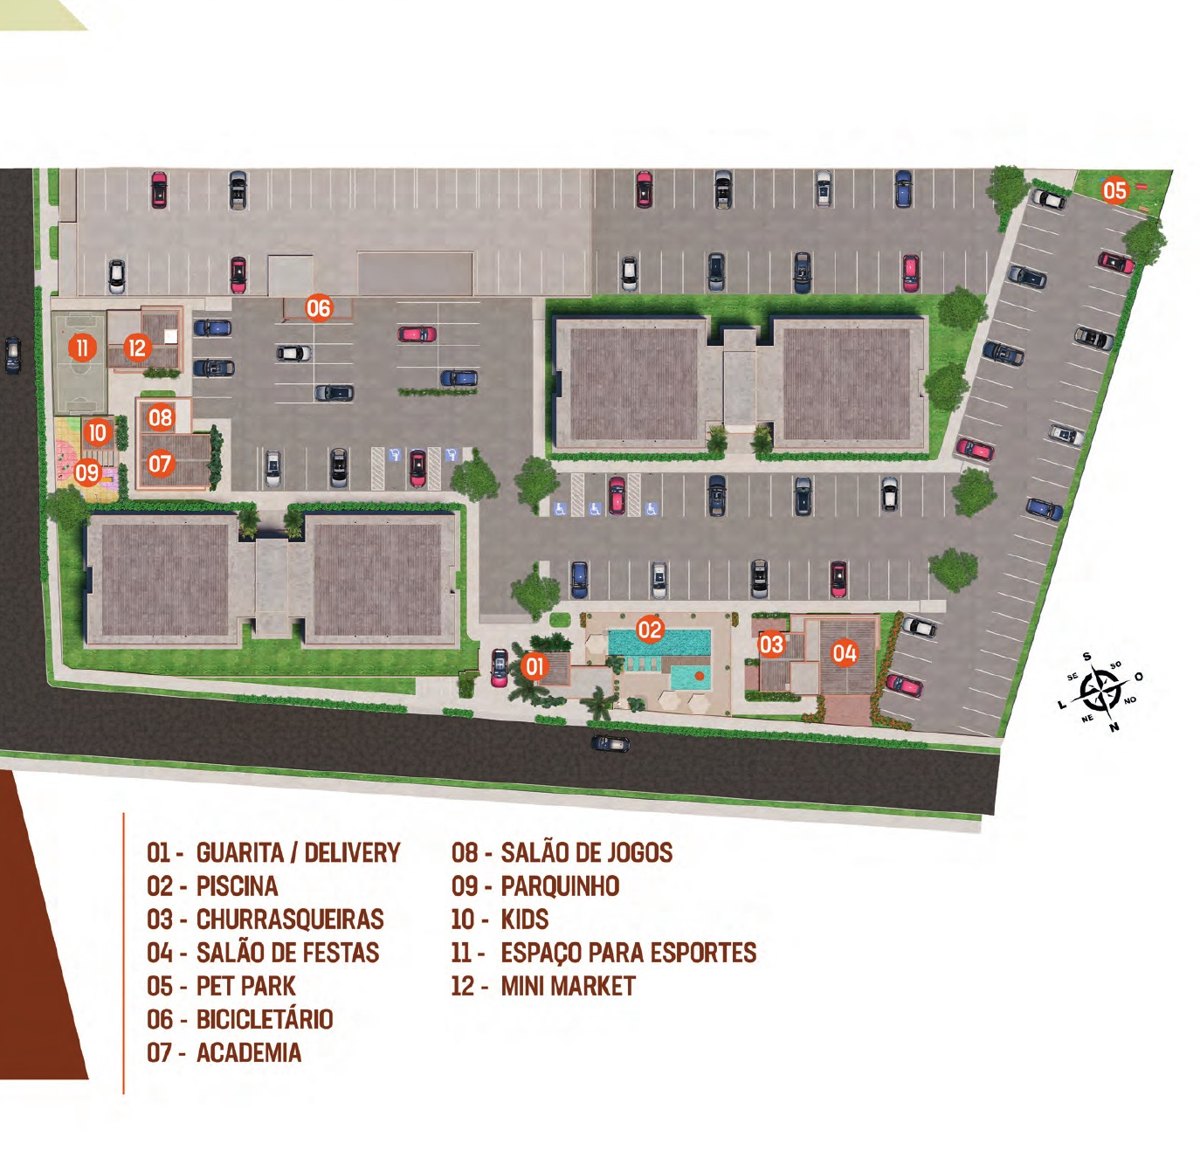 05
06
11
12
08
10
07
09
02
03
04
01
S
SE
SO
L
O
NE
NO
N
01 - GUARITA / DELIVERY
02 - PISCINA
03 - CHURRASQUEIRAS
04 - SALÃO DE FESTAS
05 - PET PARK
06 - BICICLETÁRIO
07 - ACADEMIA
08 - SALÃO DE JOGOS
09 - PARQUINHO
10 - KIDS
11 - ESPAÇO PARA ESPORTES
12 - MINI MARKET